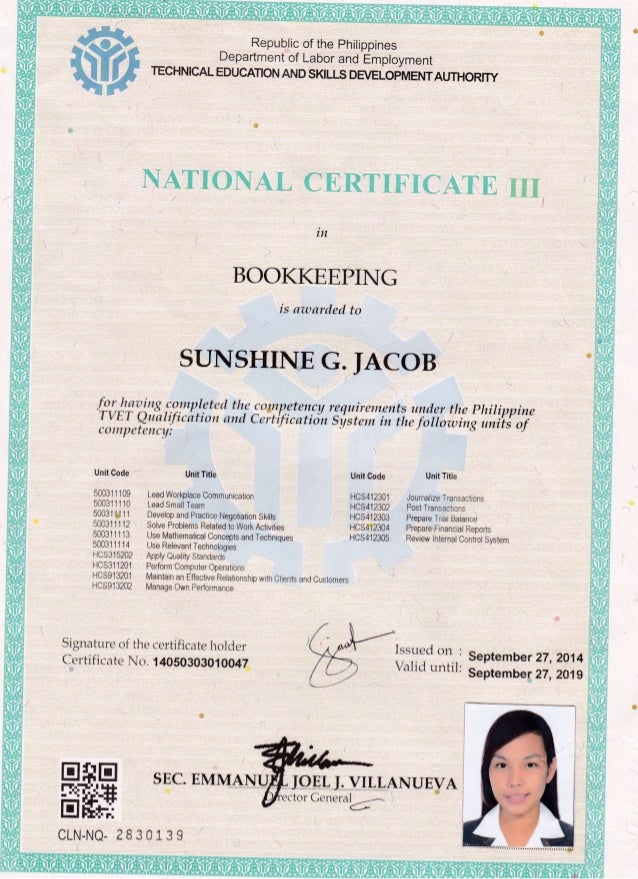 Republic of the Philippines
Department of Labor and Employment
TECHNICAL EDUCATION AND SKILLS DEVELOPMENT AUTHORITY
NATIONAL CERTIFICATE III
in
BOOKKEEPING
is awarded to
SUNSHINE G. JACOB
for having completed the competency requirements under the Philippine
TVET Qualification and Certification System in the following units of
competency:
Unit Code Unit Title
500311109 Lead Workplace Communication
500311110 Lead Small Team
500311111 Develop and Practice Negotiation Skills
500311112 Solve Problems Related to Work Activities
500311113 Use Mathematical Concepts and Techniques
500311114 Use Relevant Technologies
HCS315202 Apply Quality Standards
HCS311201 Perform Computer Operations
HCS913201 Maintain an Effective Relationship with Clients and Customers
HCS913202 Manage Own Performance
Unit Code Unit Title
HCS412301 Journalize Transactions
HCS412302 Post Transactions
HCS412303 Prepare Trial Balance
HCS412304 Prepare Financial Reports
HCS412305 Review Internal Control System
Signature of the certificate holder
Certificate No. 14050303010047
Issued on : September 27, 2014
Valid until: September 27, 2019
SEC. EMMANUEL JOEL J. VILLANUEVA
Director General
CLN-NQ- 2830139